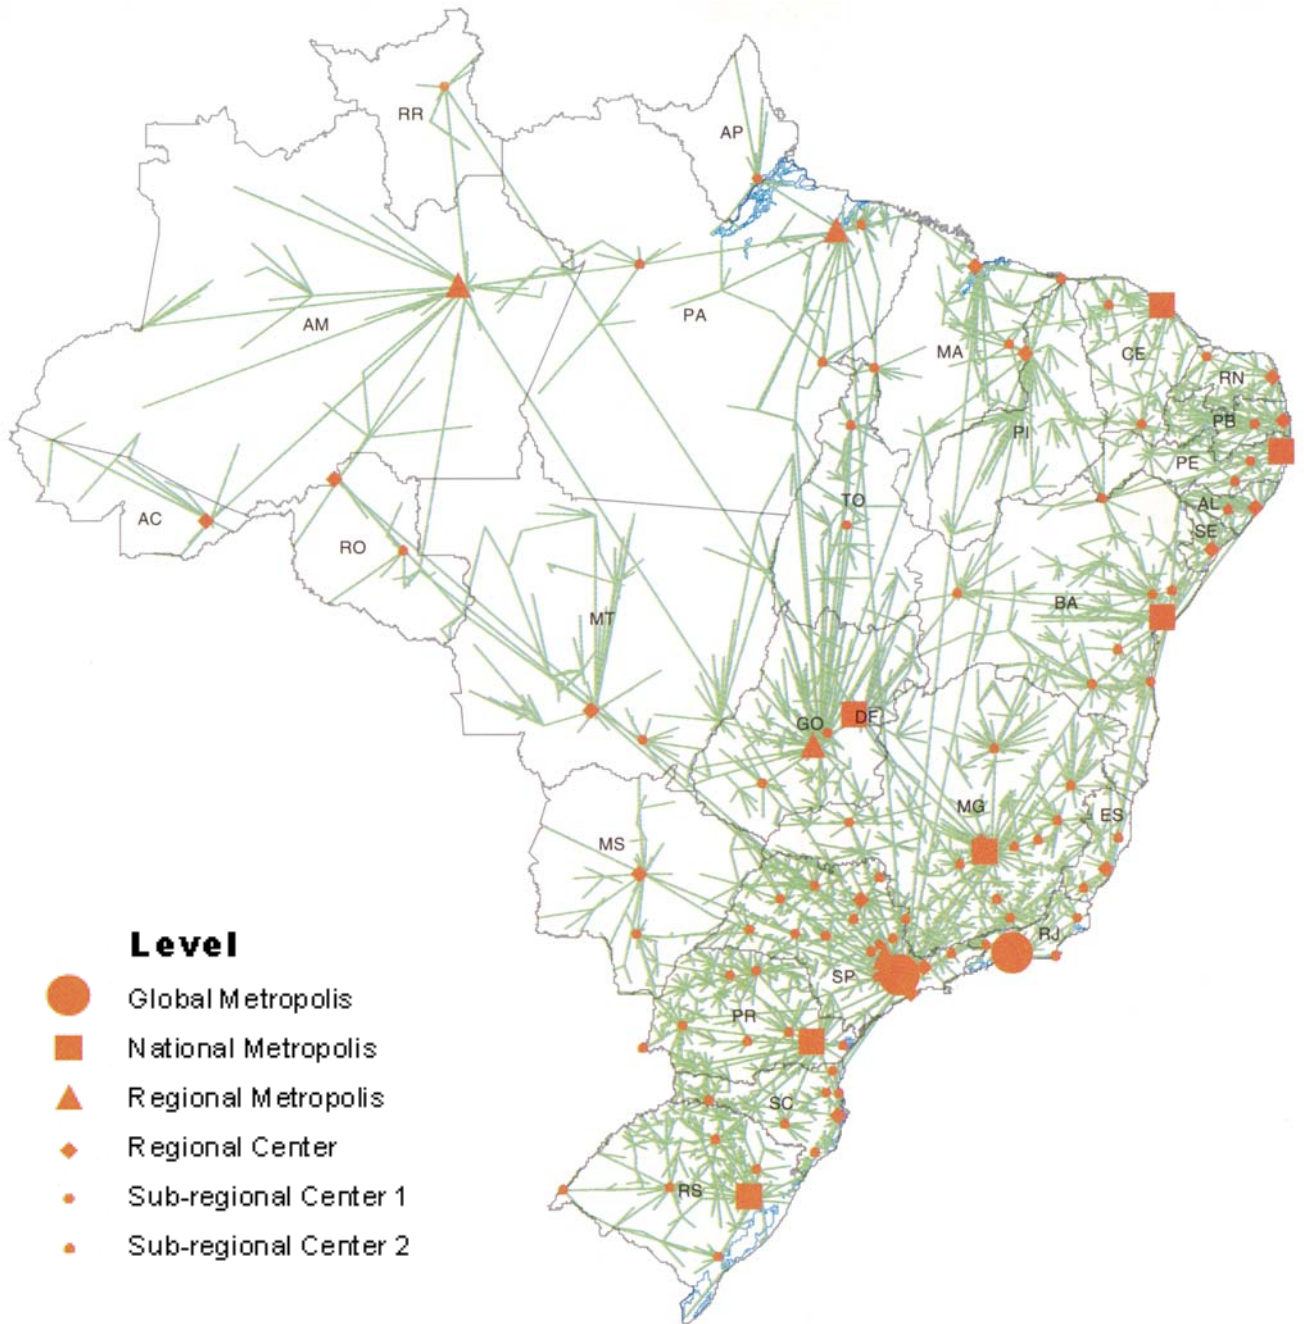 RR
AP
AM
PA
MA
CE
RN
PB
PI
PE
AC
TO
AL
SE
RO
BA
MT
GO
DF
MG
ES
MS
RJ
SP
PR
SC
RS
Level
Global Metropolis
National Metropolis
Regional Metropolis
Regional Center
Sub-regional Center 1
Sub-regional Center 2